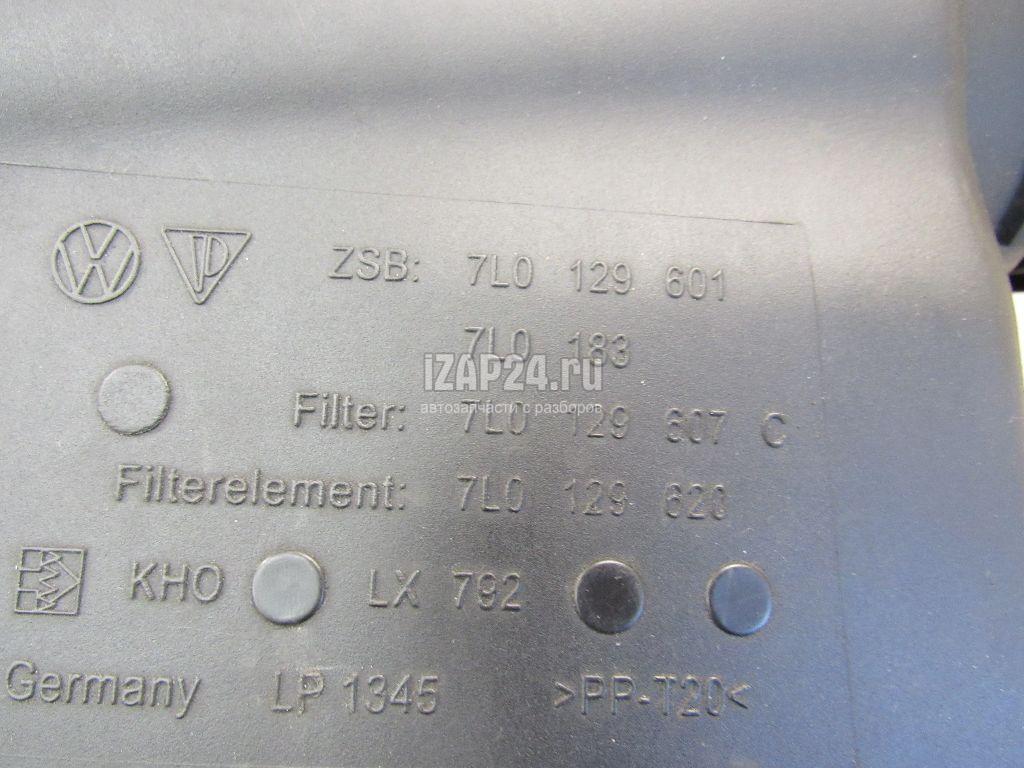 ZSB: 7L0 129 601
7L0 183
iZAP24.ru
Filter: 7L0 129 607 C
автозапчасти с разборов
Filterelement: 7L0 129 620
KHO LX 792
Germany LP 1345 >PP-T20<